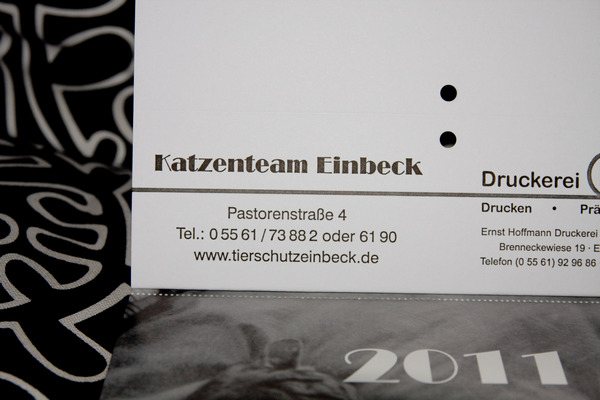 Katzenteam Einbeck
Pastorenstraße 4
Tel.: 0 55 61 / 73 88 2 oder 61 90
www.tierschutzeinbeck.de
Druckerei
Drucken •
Ernst Hoffmann Druckerei
Brenneckewiese 19 ·
Telefon (0 55 61) 92 96 86
2011